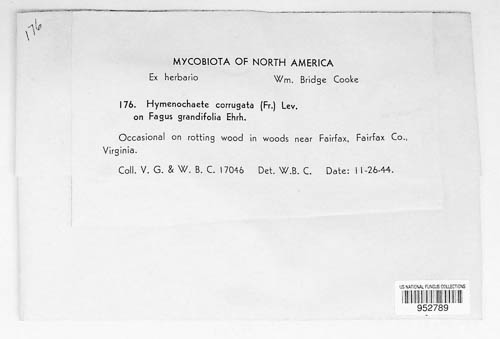 176
MYCOBIOTA OF NORTH AMERICA
Ex herbario Wm. Bridge Cooke
176. Hymenochaete corrugata (Fr.) Lev.
on Fagus grandifolia Ehrh.
Occasional on rotting wood in woods near Fairfax, Fairfax Co.,
Virginia.
Coll. V. G. & W. B. C. 17046 Det. W.B. C. Date: 11-26-44.
US NATIONAL FUNGUS COLLECTIONS
952789